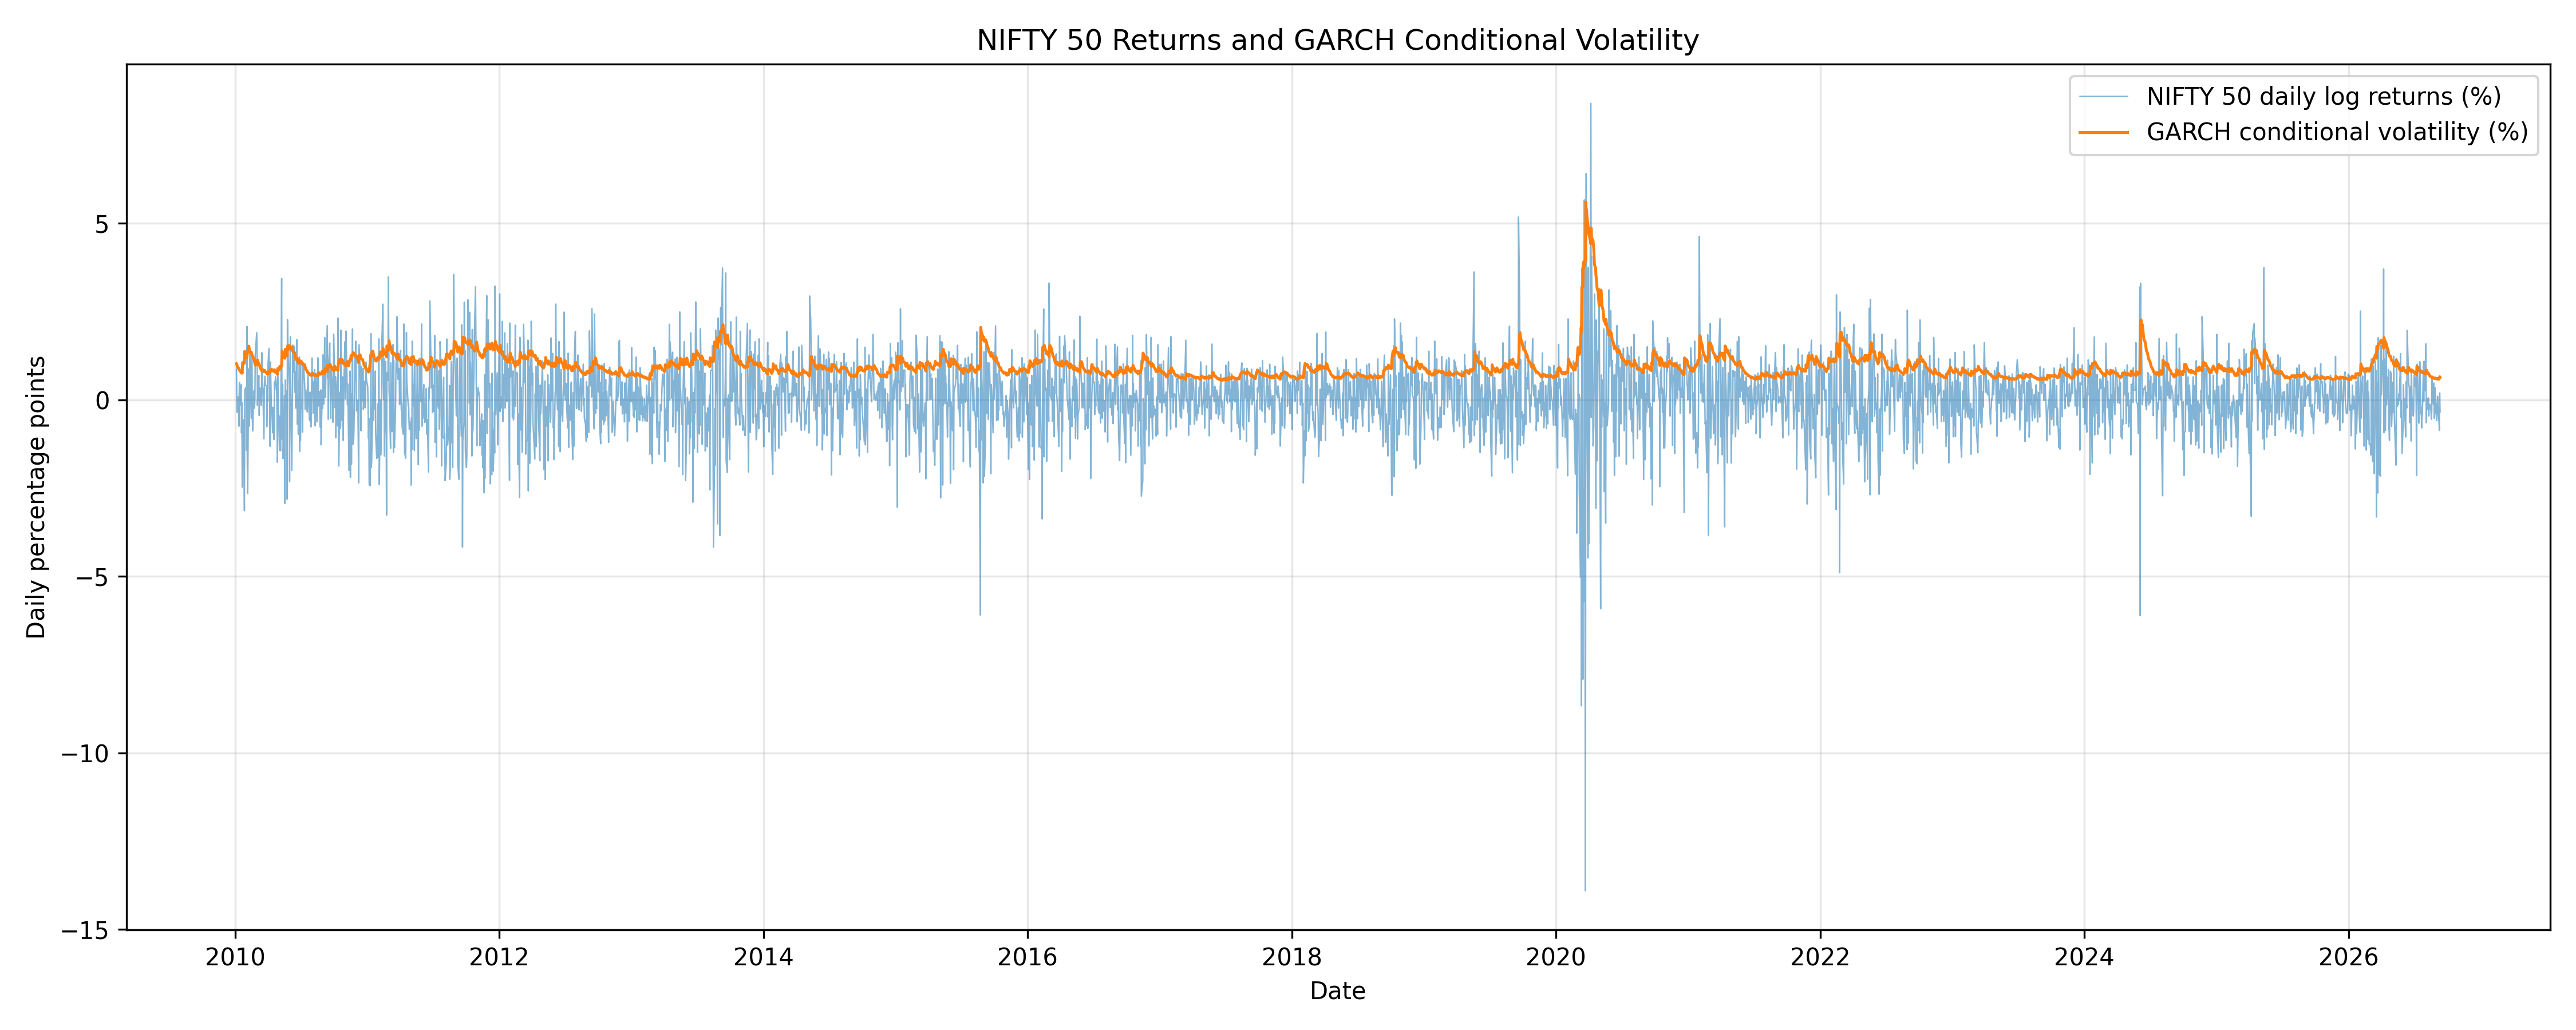 NIFTY 50 Returns and GARCH Conditional Volatility
NIFTY 50 daily log returns (%)
GARCH conditional volatility (%)
Daily percentage points
5
0
−5
−10
−15
2010 2012 2014 2016 2018 2020 2022 2024 2026
Date